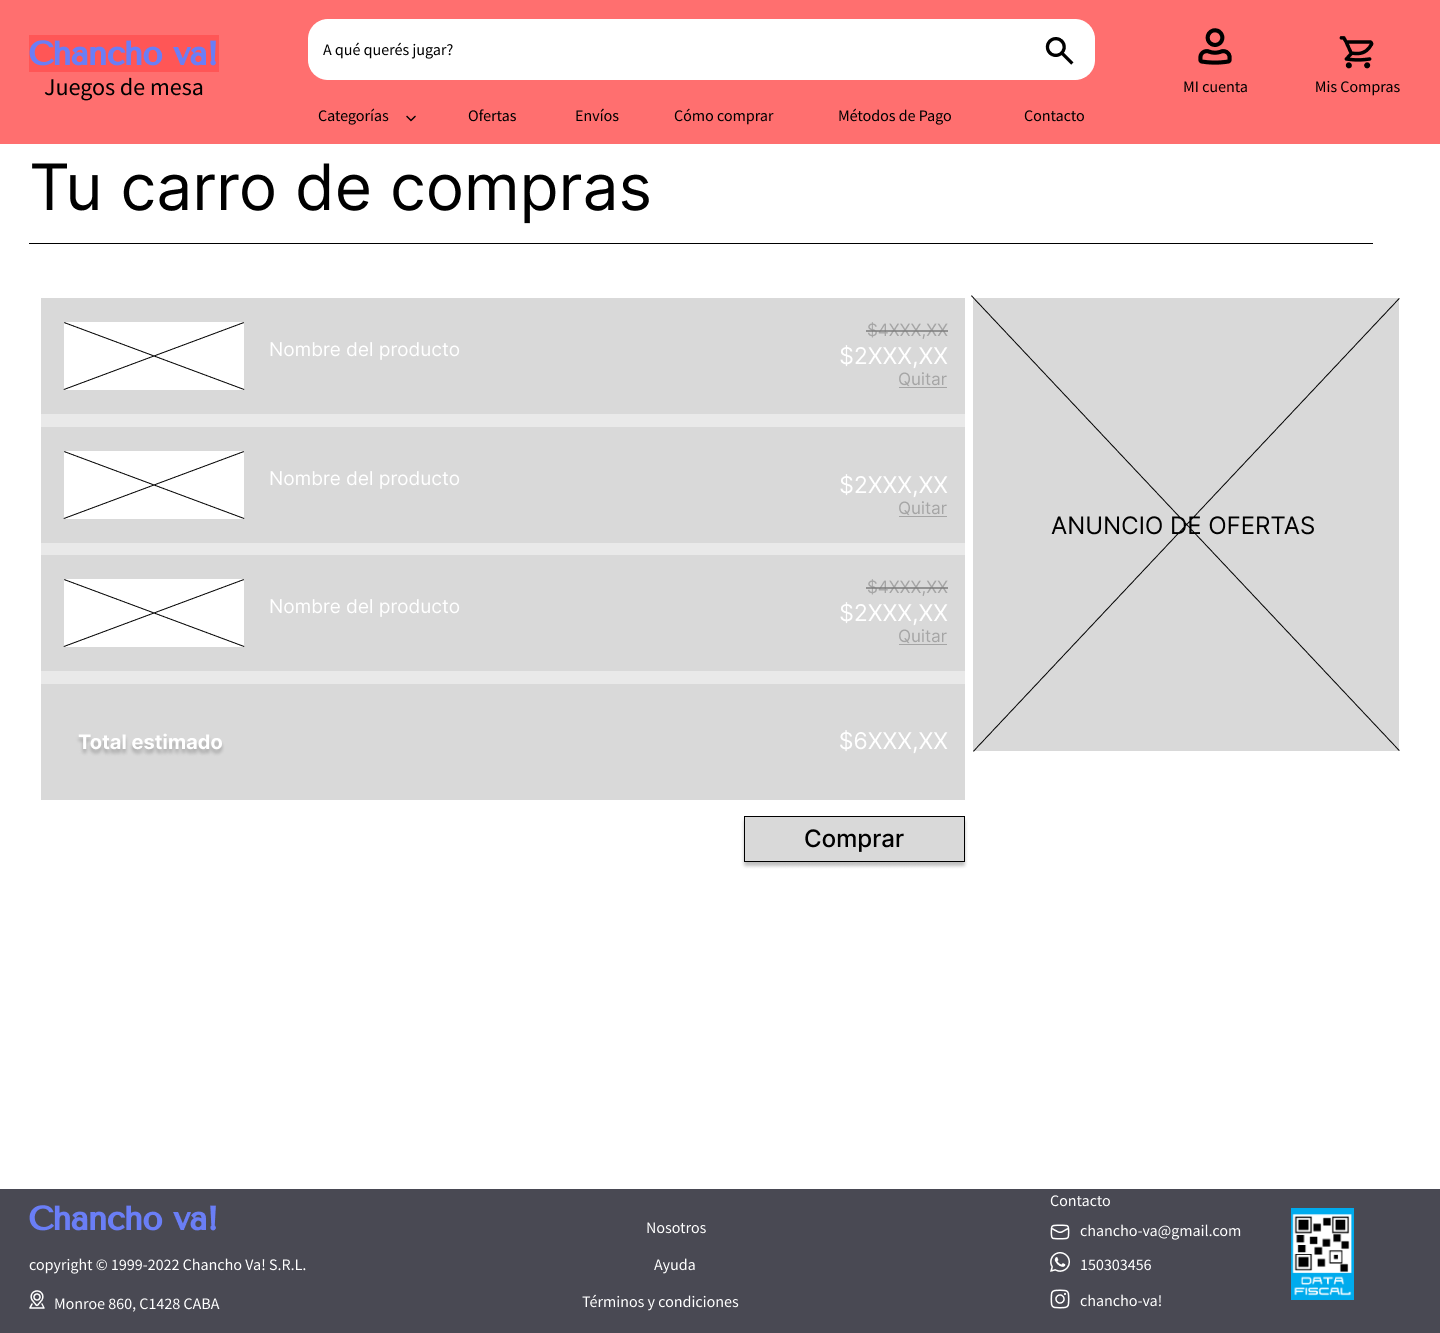 Chancho va!
Juegos de mesa
A qué querés jugar?
MI cuenta
Mis Compras
Categorías
Ofertas
Envíos
Cómo comprar
Métodos de Pago
Contacto
Tu carro de compras
Nombre del producto
$4XXX,XX
$2XXX,XX
Quitar
Nombre del producto
$2XXX,XX
Quitar
Nombre del producto
$4XXX,XX
$2XXX,XX
Quitar
Total estimado
$6XXX,XX
ANUNCIO DE OFERTAS
Comprar
Chancho va!
copyright © 1999-2022 Chancho Va! S.R.L.
Monroe 860, C1428 CABA
Nosotros
Ayuda
Términos y condiciones
Contacto
chancho-va@gmail.com
150303456
chancho-va!
DATA
FISCAL